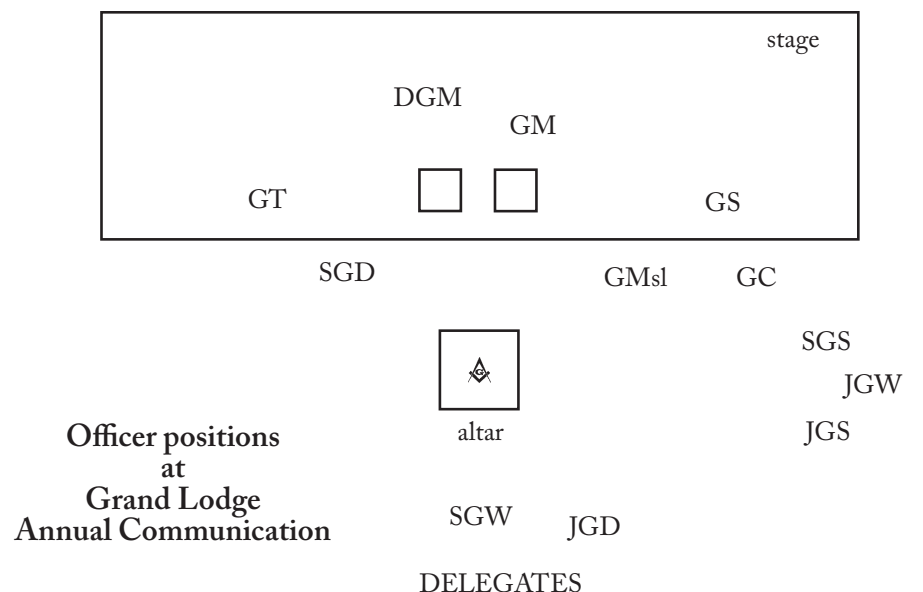 stage
DGM
GM
GT
GS
SGD
GMsl
GC
SGS
JGW
G
altar
JGS
Officer positions
at
Grand Lodge
Annual Communication
SGW
JGD
DELEGATES